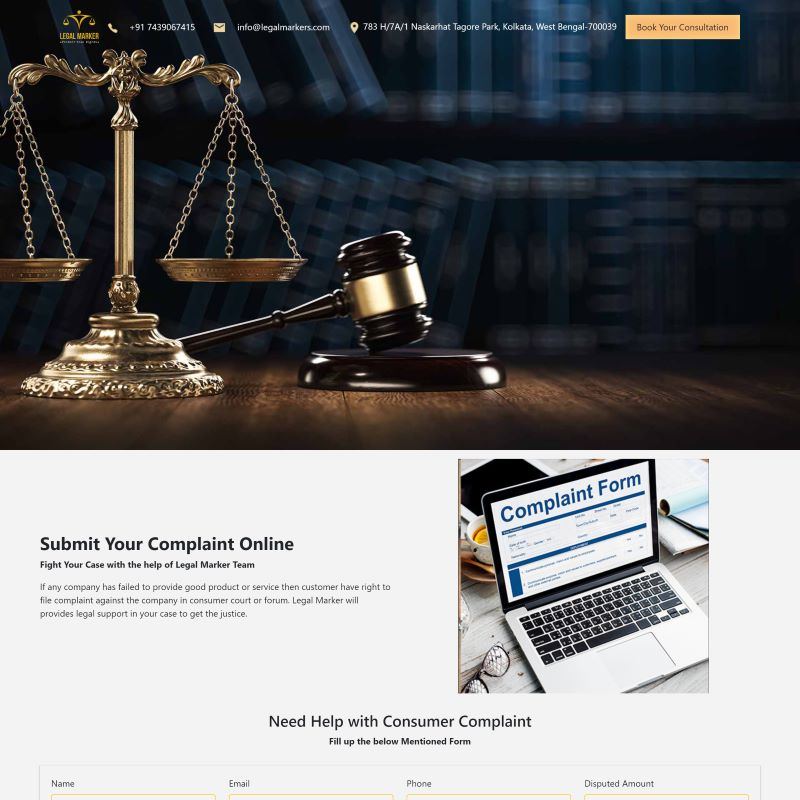 LEGAL MARKER
+91 7439067415
info@legalmarkers.com
783 H/7A/1 Naskarhat Tagore Park, Kolkata, West Bengal-700039
Book Your Consultation
Complaint Form
Submit Your Complaint Online
Fight Your Case with the help of Legal Marker Team
If any company has failed to provide good product or service then customer have right to
file complaint against the company in consumer court or forum. Legal Marker will
provides legal support in your case to get the justice.
Need Help with Consumer Complaint
Fill up the below Mentioned Form
Name
Email
Phone
Disputed Amount